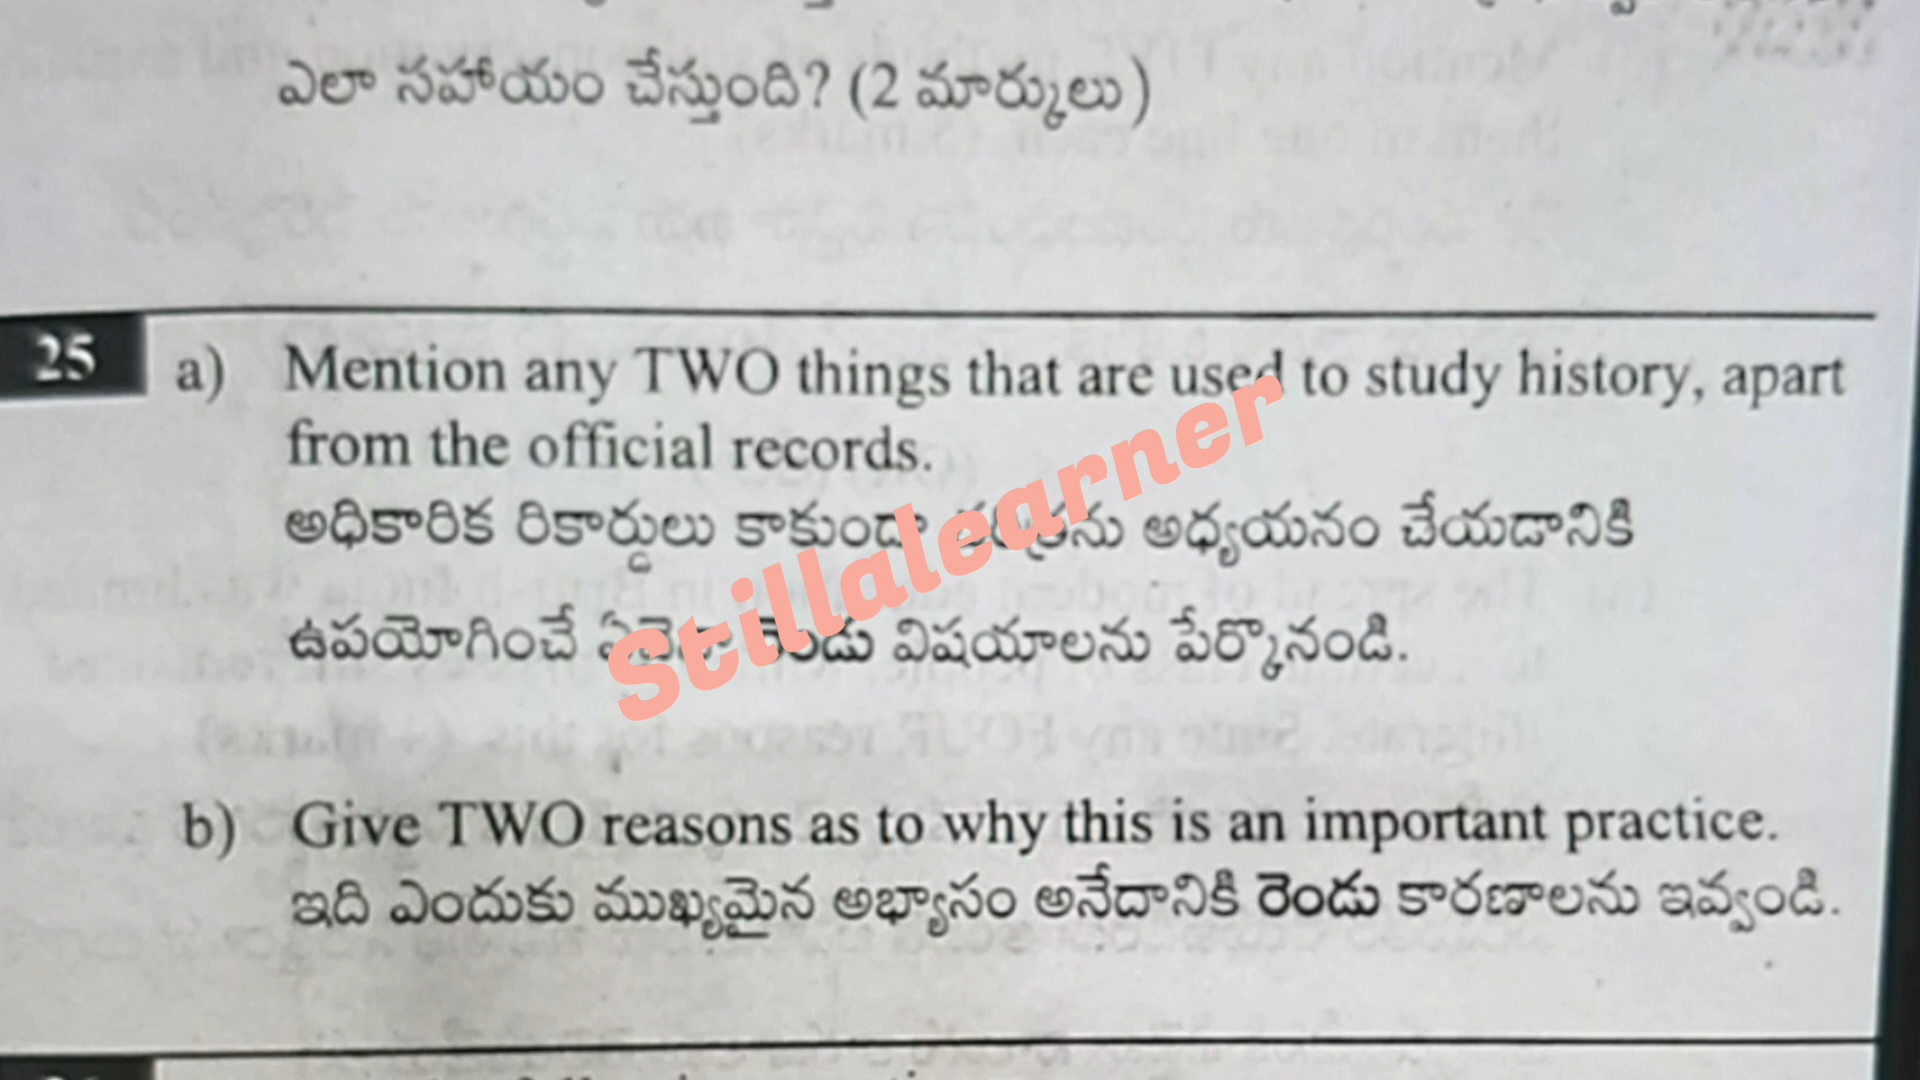 ఎలా సహాయం చేస్తుంది? (2 మార్కులు)
25 a) Mention any TWO things that are used to study history, apart
from the official records.
అధికారిక రికార్డులు కాకుండా అధ్యయనం చేయడానికి
ఉపయోగించే రెండు విషయాలను పేర్కొనండి.
Stillalearner
b) Give TWO reasons as to why this is an important practice.
ఇది ఎందుకు ముఖ్యమైన అభ్యాసం అనేదానికి రెండు కారణాలను ఇవ్వండి.